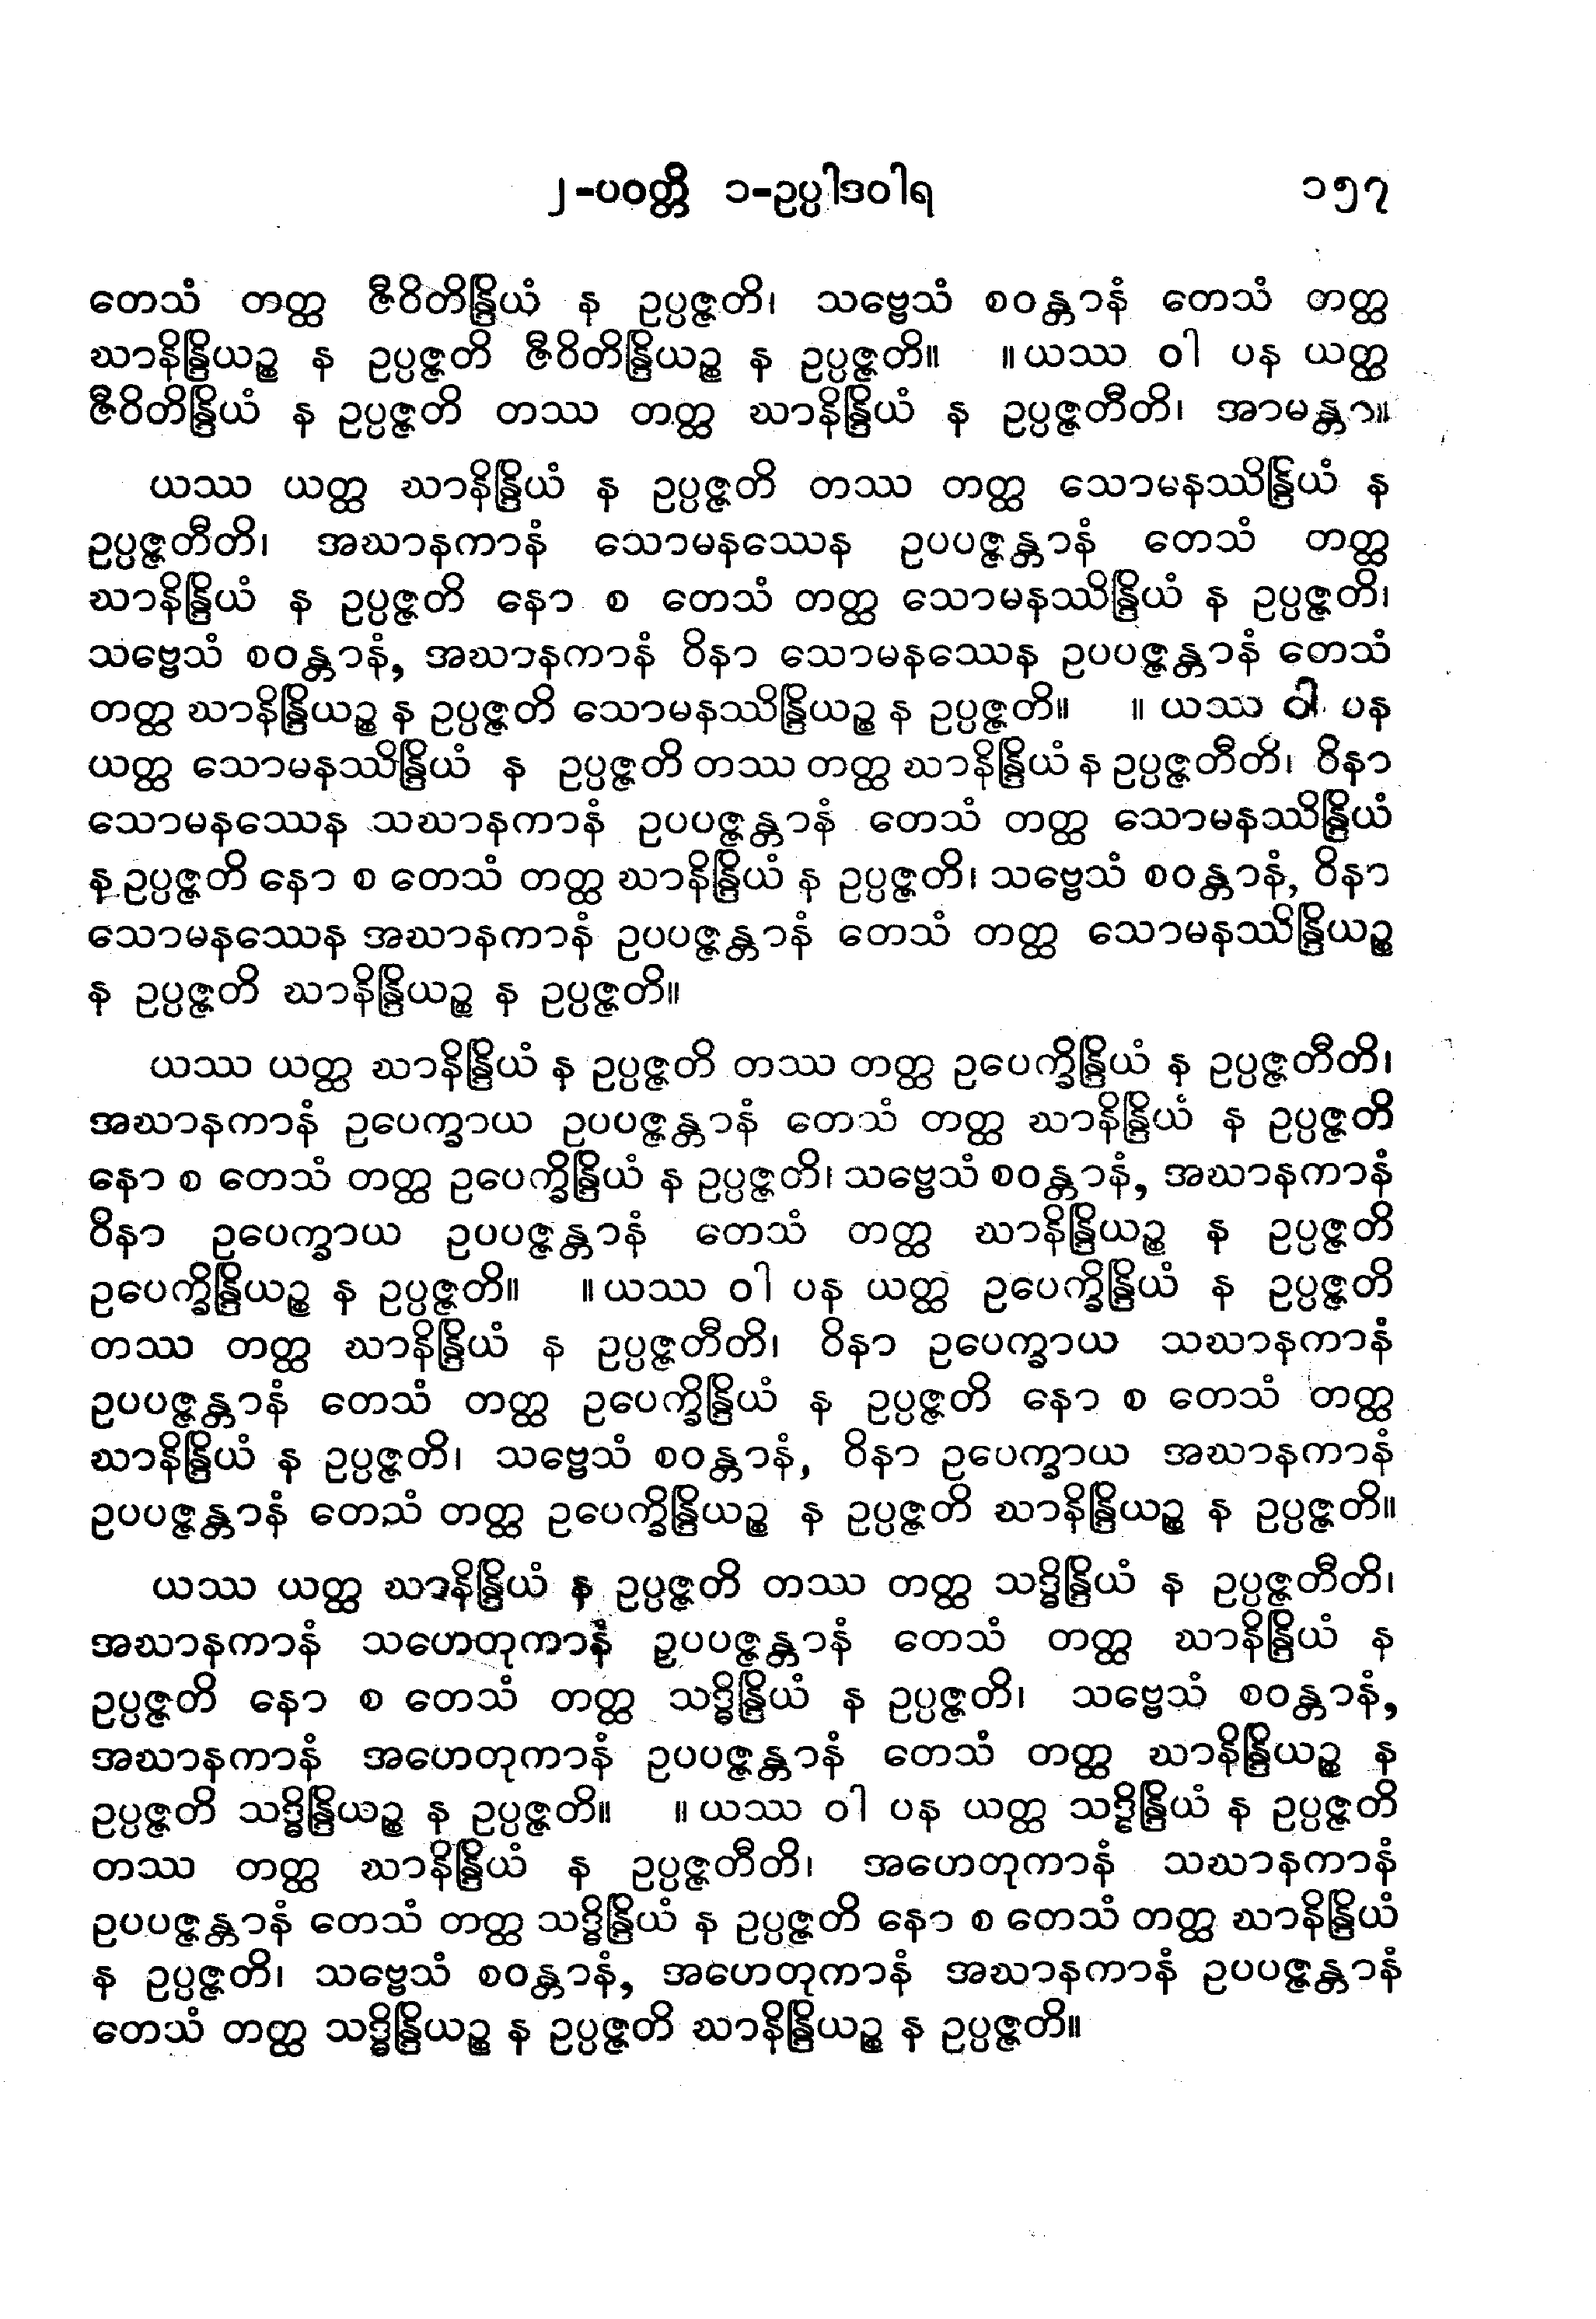 ၂-ပဝတ္တိ ၁-ဥပ္ပါဒဝါရ ၁၅၇
တေသံ တတ္ထ ဇီဝိတိန္ဒြိယံ န ဥပ္ပဇ္ဇတိ၊ သဗ္ဗေသံ စဝန္တာနံ တေသံ တတ္ထ
ဃာနိန္ဒြိယဉ္စ န ဥပ္ပဇ္ဇတိ ဇီဝိတိန္ဒြိယဉ္စ န ဥပ္ပဇ္ဇတိ။ ။ယဿ ဝါ ပန ယတ္ထ
ဇီဝိတိန္ဒြိယံ န ဥပ္ပဇ္ဇတိ တဿ တတ္ထ ဃာနိန္ဒြိယံ န ဥပ္ပဇ္ဇတီတိ၊ အာမန္တာ။
ယဿ ယတ္ထ ဃာနိန္ဒြိယံ န ဥပ္ပဇ္ဇတိ တဿ တတ္ထ သောမနဿိန္ဒြိယံ န
ဥပ္ပဇ္ဇတီတိ၊ အဃာနကာနံ သောမနဿေန ဥပပဇ္ဇန္တာနံ တေသံ တတ္ထ
ဃာနိန္ဒြိယံ န ဥပ္ပဇ္ဇတိ နော စ တေသံ တတ္ထ သောမနဿိန္ဒြိယံ န ဥပ္ပဇ္ဇတိ၊
သဗ္ဗေသံ စဝန္တာနံ, အဃာနကာနံ ဝိနာ သောမနဿေန ဥပပဇ္ဇန္တာနံ တေသံ
တတ္ထ ဃာနိန္ဒြိယဉ္စ န ဥပ္ပဇ္ဇတိ သောမနဿိန္ဒြိယဉ္စ န ဥပ္ပဇ္ဇတိ။ ။ ယဿ ဝါ ပန
ယတ္ထ သောမနဿိန္ဒြိယံ န ဥပ္ပဇ္ဇတိ တဿ တတ္ထ ဃာနိန္ဒြိယံ န ဥပ္ပဇ္ဇတီတိ၊ ဝိနာ
သောမနဿေန သဃာနကာနံ ဥပပဇ္ဇန္တာနံ တေသံ တတ္ထ သောမနဿိန္ဒြိယံ
န ဥပ္ပဇ္ဇတိ နော စ တေသံ တတ္ထ ဃာနိန္ဒြိယံ န ဥပ္ပဇ္ဇတိ၊ သဗ္ဗေသံ စဝန္တာနံ, ဝိနာ
သောမနဿေန အဃာနကာနံ ဥပပဇ္ဇန္တာနံ တေသံ တတ္ထ သောမနဿိန္ဒြိယဉ္စ
န ဥပ္ပဇ္ဇတိ ဃာနိန္ဒြိယဉ္စ န ဥပ္ပဇ္ဇတိ။
ယဿ ယတ္ထ ဃာနိန္ဒြိယံ န ဥပ္ပဇ္ဇတိ တဿ တတ္ထ ဥပေက္ခိန္ဒြိယံ န ဥပ္ပဇ္ဇတီတိ၊
အဃာနကာနံ ဥပေက္ခာယ ဥပပဇ္ဇန္တာနံ တေသံ တတ္ထ ဃာနိန္ဒြိယံ န ဥပ္ပဇ္ဇတိ
နော စ တေသံ တတ္ထ ဥပေက္ခိန္ဒြိယံ န ဥပ္ပဇ္ဇတိ၊ သဗ္ဗေသံ စဝန္တာနံ, အဃာနကာနံ
ဝိနာ ဥပေက္ခာယ ဥပပဇ္ဇန္တာနံ တေသံ တတ္ထ ဃာနိန္ဒြိယဉ္စ န ဥပ္ပဇ္ဇတိ
ဥပေက္ခိန္ဒြိယဉ္စ န ဥပ္ပဇ္ဇတိ။ ။ယဿ ဝါ ပန ယတ္ထ ဥပေက္ခိန္ဒြိယံ န ဥပ္ပဇ္ဇတိ
တဿ တတ္ထ ဃာနိန္ဒြိယံ န ဥပ္ပဇ္ဇတီတိ၊ ဝိနာ ဥပေက္ခာယ သဃာနကာနံ
ဥပပဇ္ဇန္တာနံ တေသံ တတ္ထ ဥပေက္ခိန္ဒြိယံ န ဥပ္ပဇ္ဇတိ နော စ တေသံ တတ္ထ
ဃာနိန္ဒြိယံ န ဥပ္ပဇ္ဇတိ၊ သဗ္ဗေသံ စဝန္တာနံ, ဝိနာ ဥပေက္ခာယ အဃာနကာနံ
ဥပပဇ္ဇန္တာနံ တေသံ တတ္ထ ဥပေက္ခိန္ဒြိယဉ္စ န ဥပ္ပဇ္ဇတိ ဃာနိန္ဒြိယဉ္စ န ဥပ္ပဇ္ဇတိ။
ယဿ ယတ္ထ ဃာနိန္ဒြိယံ န ဥပ္ပဇ္ဇတိ တဿ တတ္ထ သဒ္ဓိန္ဒြိယံ န ဥပ္ပဇ္ဇတီတိ၊
အဃာနကာနံ သဟေတုကာနံ ဥပပဇ္ဇန္တာနံ တေသံ တတ္ထ ဃာနိန္ဒြိယံ န
ဥပ္ပဇ္ဇတိ နော စ တေသံ တတ္ထ သဒ္ဓိန္ဒြိယံ န ဥပ္ပဇ္ဇတိ၊ သဗ္ဗေသံ စဝန္တာနံ,
အဃာနကာနံ အဟေတုကာနံ ဥပပဇ္ဇန္တာနံ တေသံ တတ္ထ ဃာနိန္ဒြိယဉ္စ န
ဥပ္ပဇ္ဇတိ သဒ္ဓိန္ဒြိယဉ္စ န ဥပ္ပဇ္ဇတိ။ ။ယဿ ဝါ ပန ယတ္ထ သဒ္ဓိန္ဒြိယံ န ဥပ္ပဇ္ဇတိ
တဿ တတ္ထ ဃာနိန္ဒြိယံ န ဥပ္ပဇ္ဇတီတိ၊ အဟေတုကာနံ သဃာနကာနံ
ဥပပဇ္ဇန္တာနံ တေသံ တတ္ထ သဒ္ဓိန္ဒြိယံ န ဥပ္ပဇ္ဇတိ နော စ တေသံ တတ္ထ ဃာနိန္ဒြိယံ
န ဥပ္ပဇ္ဇတိ၊ သဗ္ဗေသံ စဝန္တာနံ, အဟေတုကာနံ အဃာနကာနံ ဥပပဇ္ဇန္တာနံ
တေသံ တတ္ထ သဒ္ဓိန္ဒြိယဉ္စ န ဥပ္ပဇ္ဇတိ ဃာနိန္ဒြိယဉ္စ န ဥပ္ပဇ္ဇတိ။